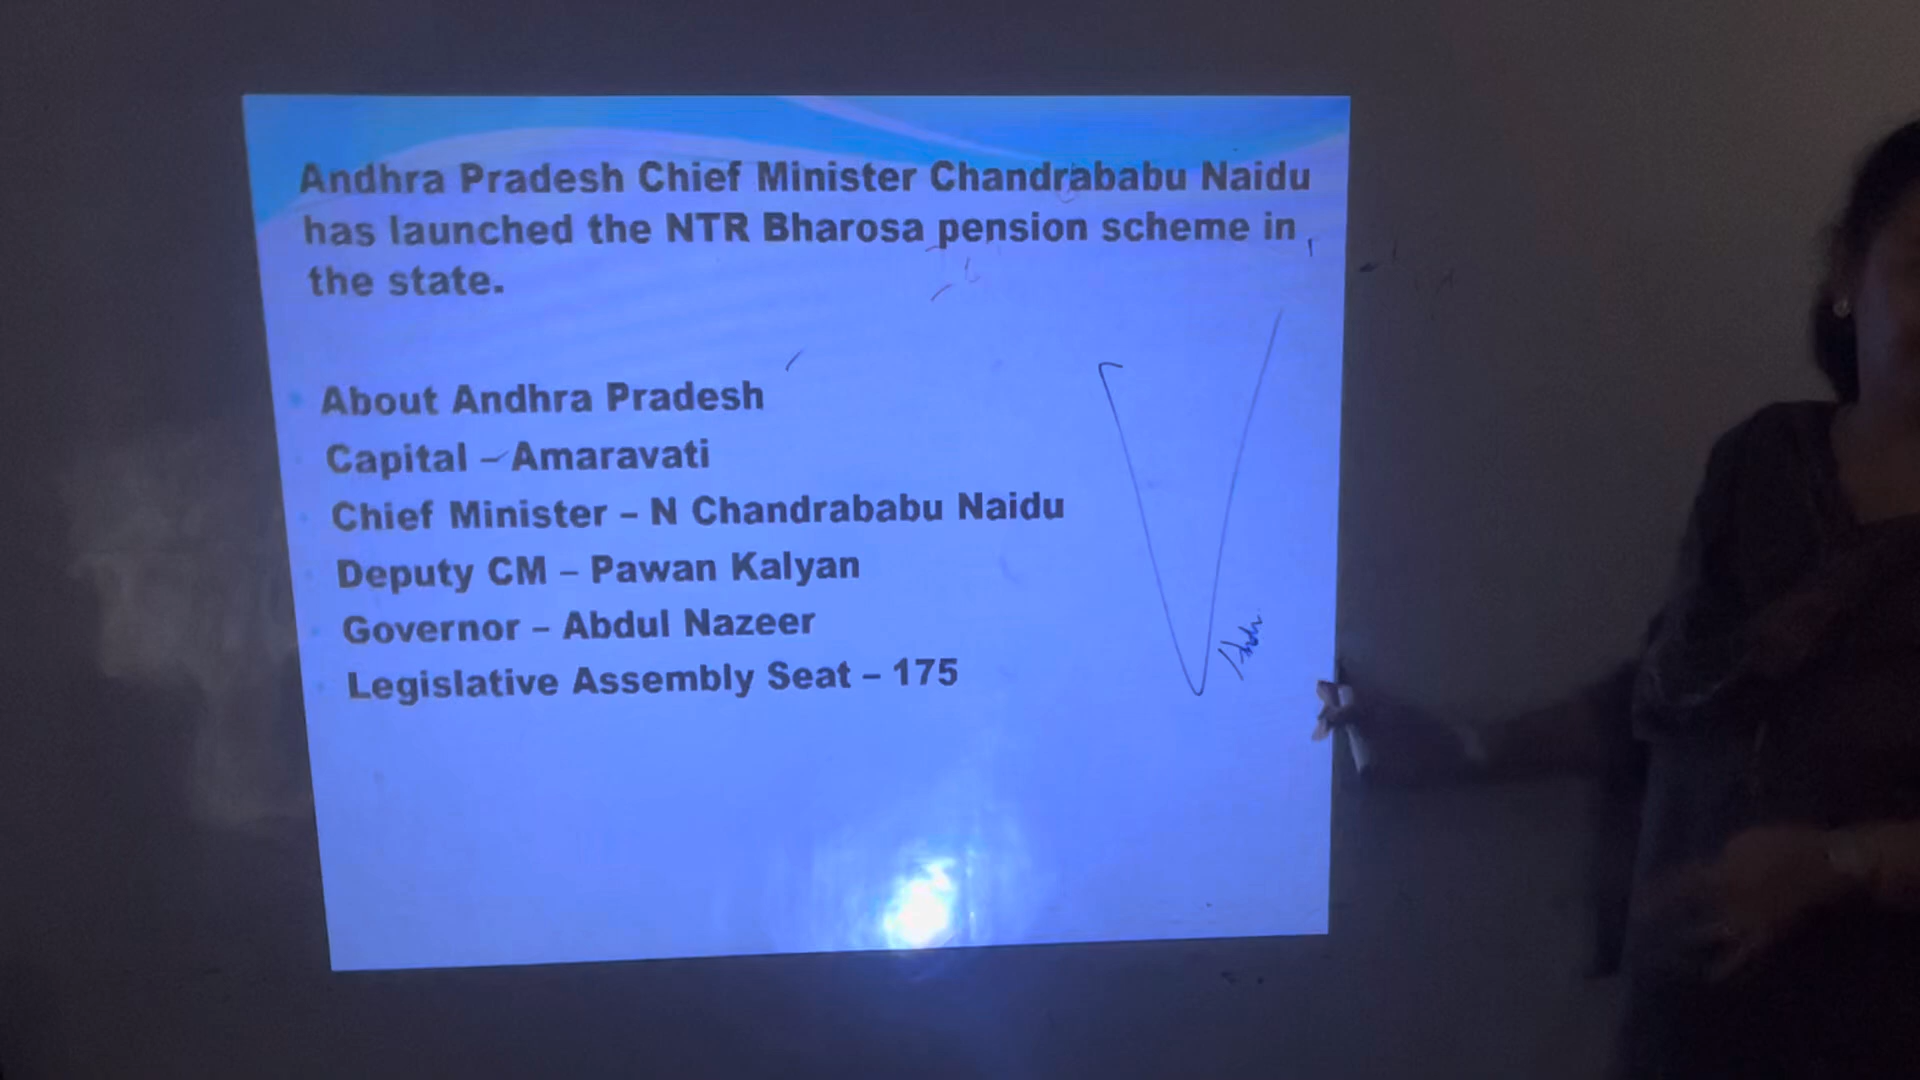 Andhra Pradesh Chief Minister Chandrababu Naidu
has launched the NTR Bharosa pension scheme in
the state.
About Andhra Pradesh
Capital – Amaravati
Chief Minister – N Chandrababu Naidu
Deputy CM – Pawan Kalyan
Governor – Abdul Nazeer
Legislative Assembly Seat – 175